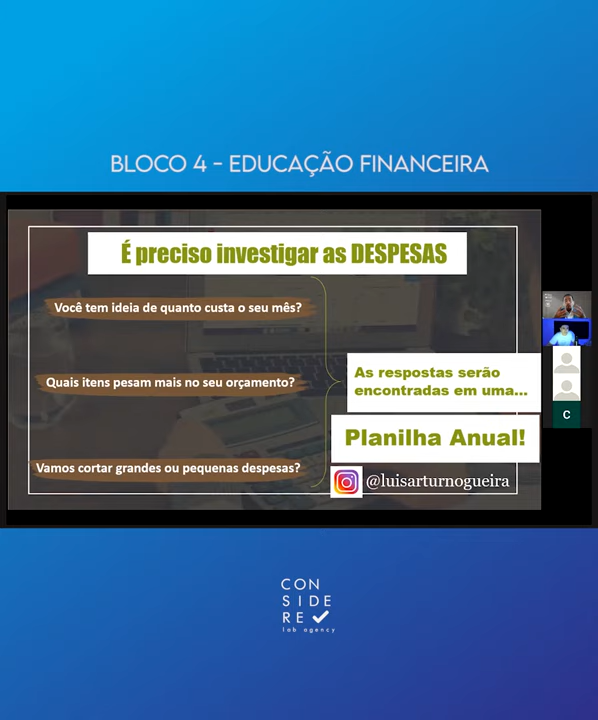 BLOCO 4 - EDUCAÇÃO FINANCEIRA
É preciso investigar as DESPESAS
Você tem ideia de quanto custa o seu mês?
Quais itens pesam mais no seu orçamento?
Vamos cortar grandes ou pequenas despesas?
As respostas serão
encontradas em uma...
Planilha Anual!
@luisarturnogueira
C
CON
SIDE
RE
lab agency